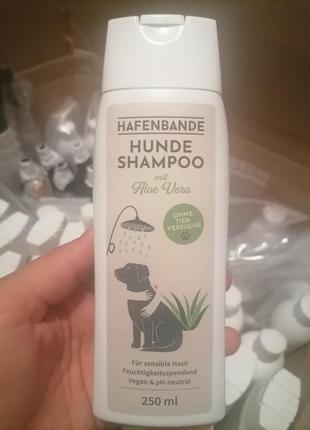 HAFENBANDE
HUNDE
SHAMPOO
mit
Aloe Vera
OHNE
TIER-
VERSUCHE
Für sensible Haut
Feuchtigkeitsspendend
Vegan & pH-neutral
250 ml